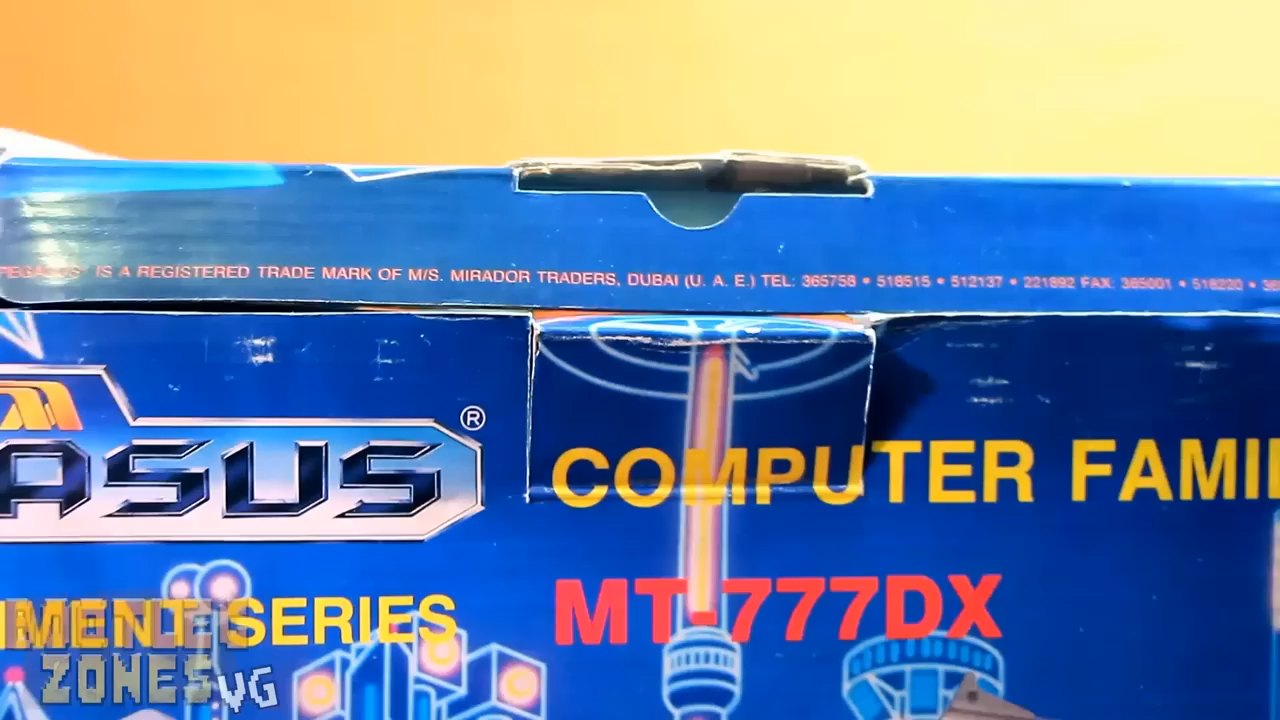 IS A REGISTERED TRADE MARK OF M/S. MIRADOR TRADERS, DUBAI (U. A. E.) TEL: 365758 • 518515 • 512137 • 221892 FAX: 365001 • 518220 •
ASUS®
COMPUTER FAMI
MENT SERIES
MT-777DX
ZONES VG